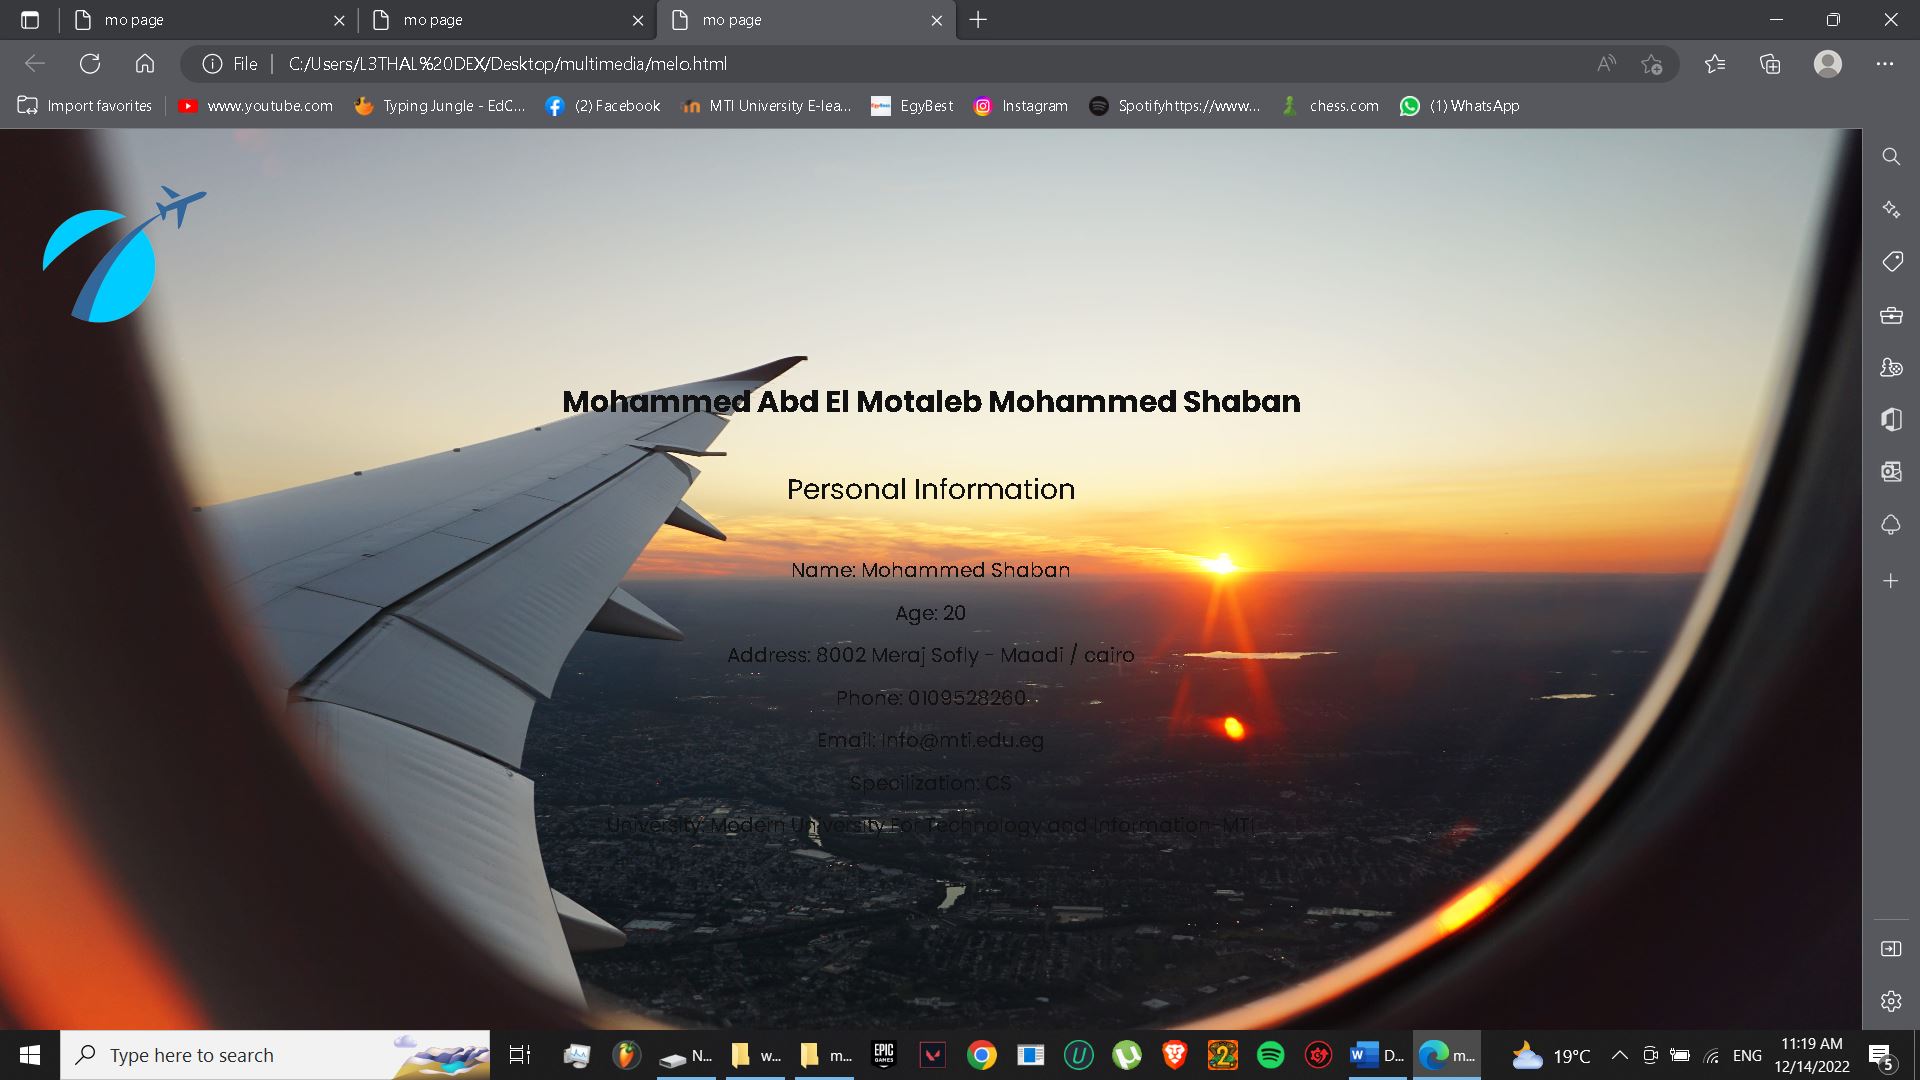 mo page
mo page
mo page
File
C:/Users/L3THAL%20DEX/Desktop/multimedia/melo.html
Import favorites
www.youtube.com
Typing Jungle - EdC...
(2) Facebook
MTI University E-lea...
EgyBest
Instagram
Spotifyhttps://www...
chess.com
(1) WhatsApp
Mohammed Abd El Motaleb Mohammed Shaban
Personal Information
Name: Mohammed Shaban
Age: 20
Address: 8002 Meraj Sofly - Maadi / cairo
Phone: 0109528260
Email: Info@mti.edu.eg
Specilization: CS
University: Modern University For Technology and Information-MTI
Type here to search
N...
w...
m...
EPIC
GAMES
D...
m...
19°C
ENG
11:19 AM
12/14/2022
5